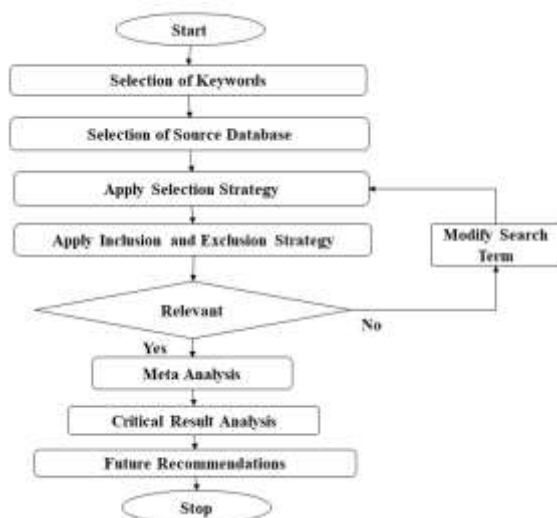 Start
Selection of Keywords
Selection of Source Database
Apply Selection Strategy
Apply Inclusion and Exclusion Strategy
Modify Search
Term
Relevant
No
Yes
Meta Analysis
Critical Result Analysis
Future Recommendations
Stop